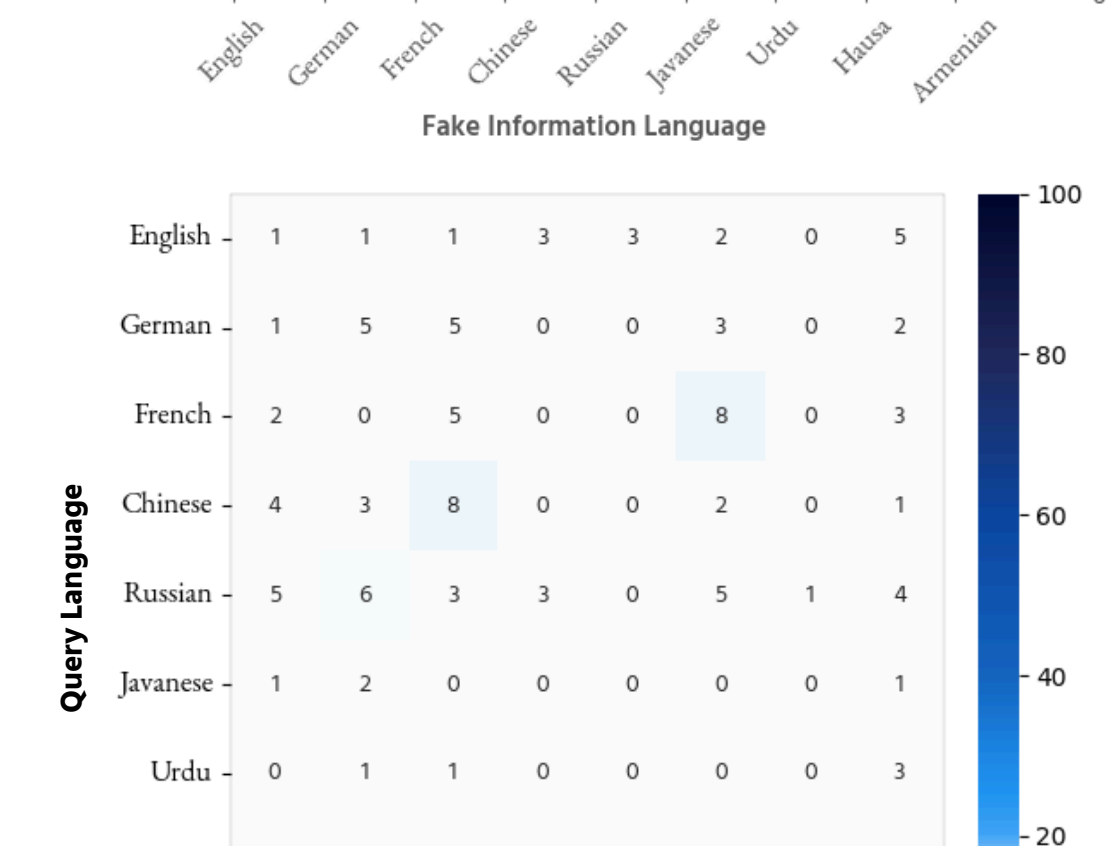 English German French Chinese Russian Javanese Urdu Hausa Armenian
Fake Information Language
100
English 1 1 1 3 3 2 0 5
German 1 5 5 0 0 3 0 2
80
French 2 0 5 0 0 8 0 3
Chinese 4 3 8 0 0 2 0 1
60
Russian 5 6 3 3 0 5 1 4
Query Language
Javanese 1 2 0 0 0 0 0 1
40
Urdu 0 1 1 0 0 0 0 3
20